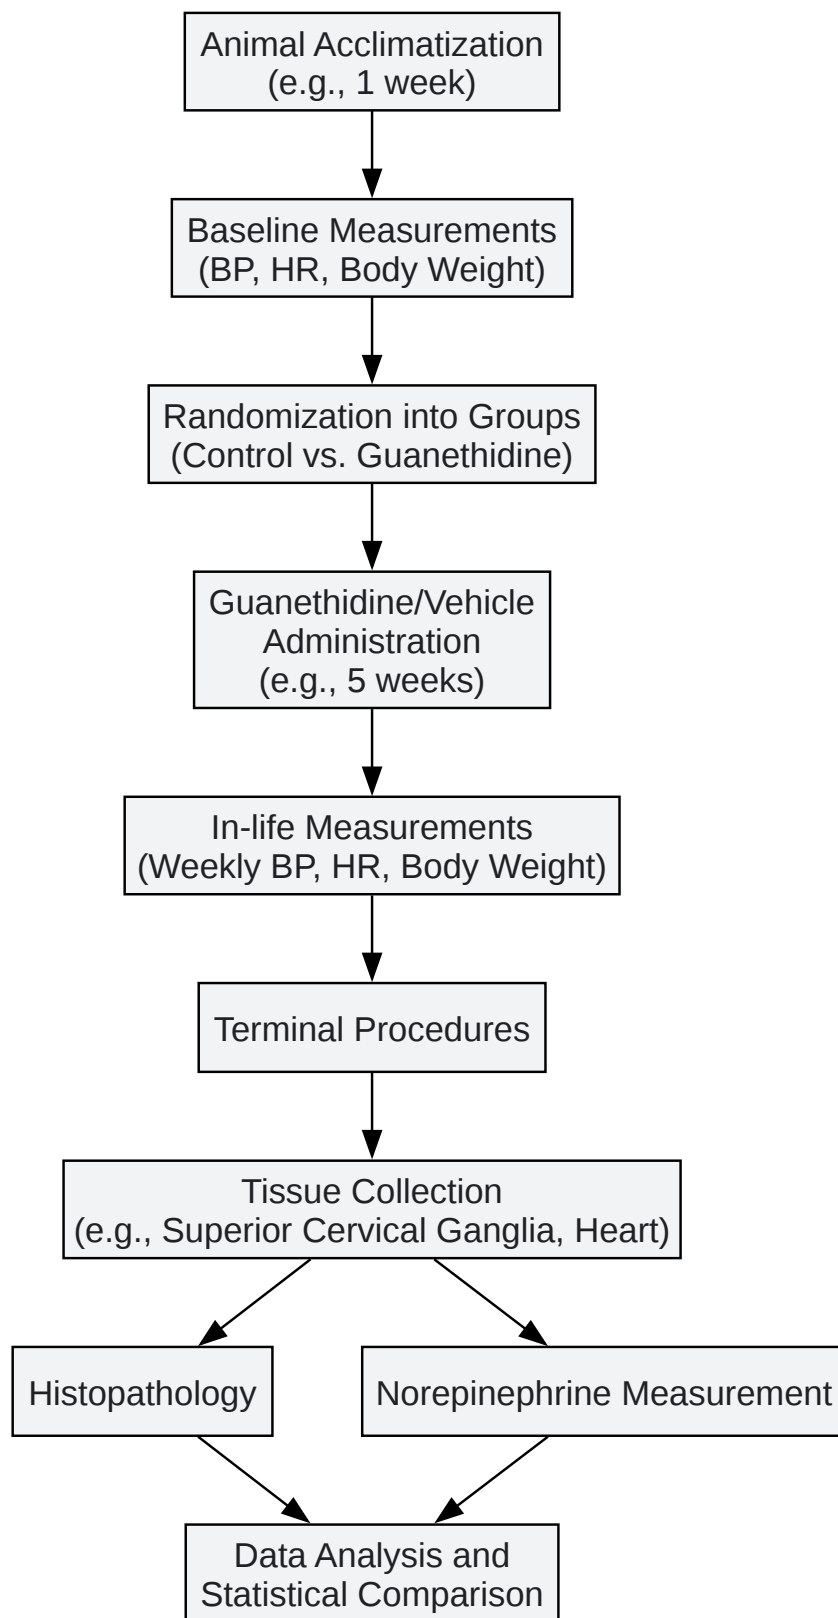 Animal Acclimatization
(e.g., 1 week)
Baseline Measurements
(BP, HR, Body Weight)
Randomization into Groups
(Control vs. Guanethidine)
Guanethidine/Vehicle
Administration
(e.g., 5 weeks)
In-life Measurements
(Weekly BP, HR, Body Weight)
Terminal Procedures
Tissue Collection
(e.g., Superior Cervical Ganglia, Heart)
Histopathology
Norepinephrine Measurement
Data Analysis and
Statistical Comparison